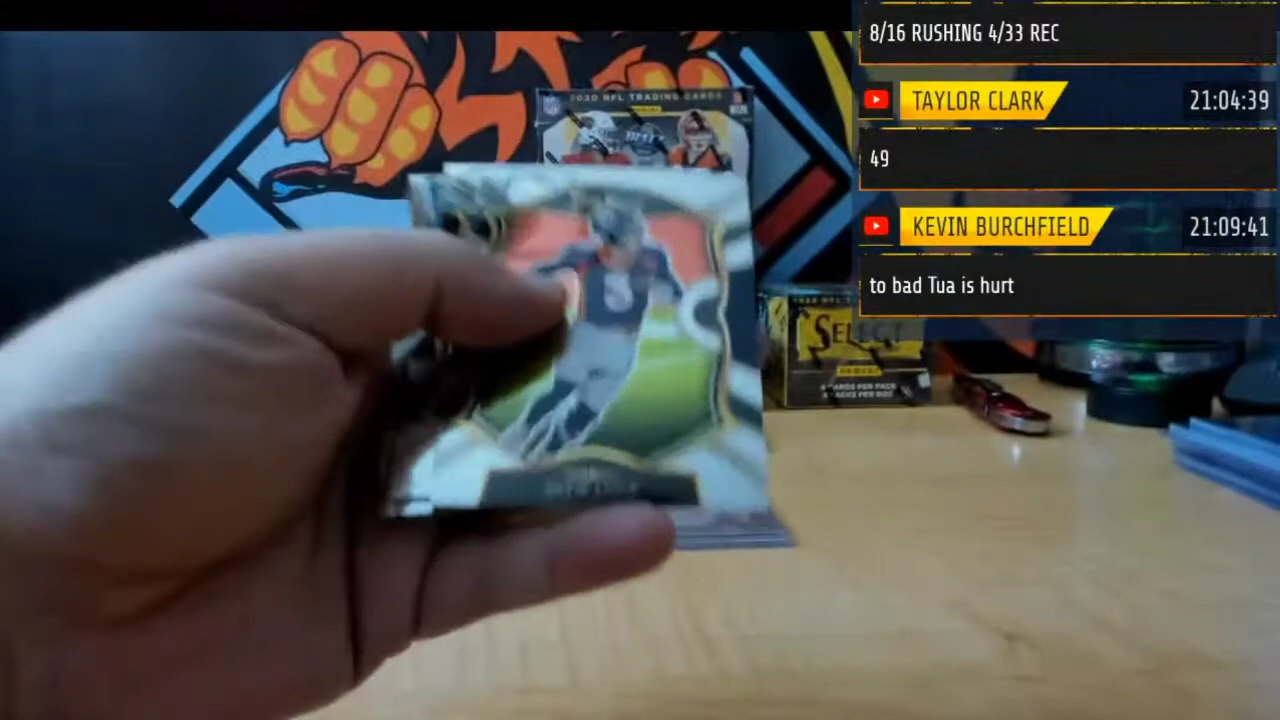 8/16 RUSHING 4/33 REC
TAYLOR CLARK 21:04:39
49
KEVIN BURCHFIELD 21:09:41
to bad Tua is hurt
2020 NFL TRADING CARDS
SELECT